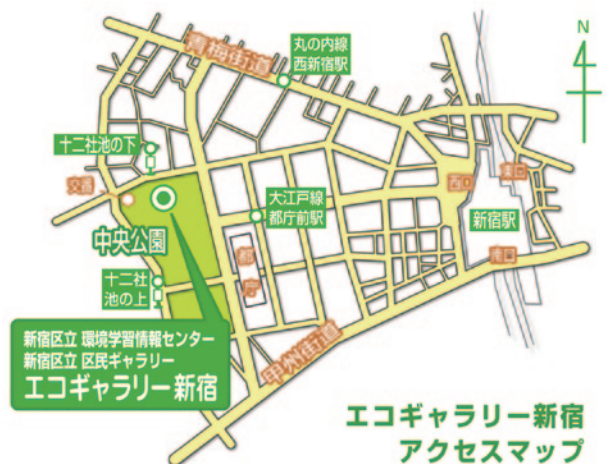 N
青梅街道
丸の内線
西新宿駅
十二社池の下
交番
中央公園
大江戸線
都庁前駅
都庁
西口
東口
新宿駅
南口
十二社
池の上
甲州街道
新宿区立 環境学習情報センター
新宿区立 区民ギャラリー
エコギャラリー新宿
エコギャラリー新宿
アクセスマップ